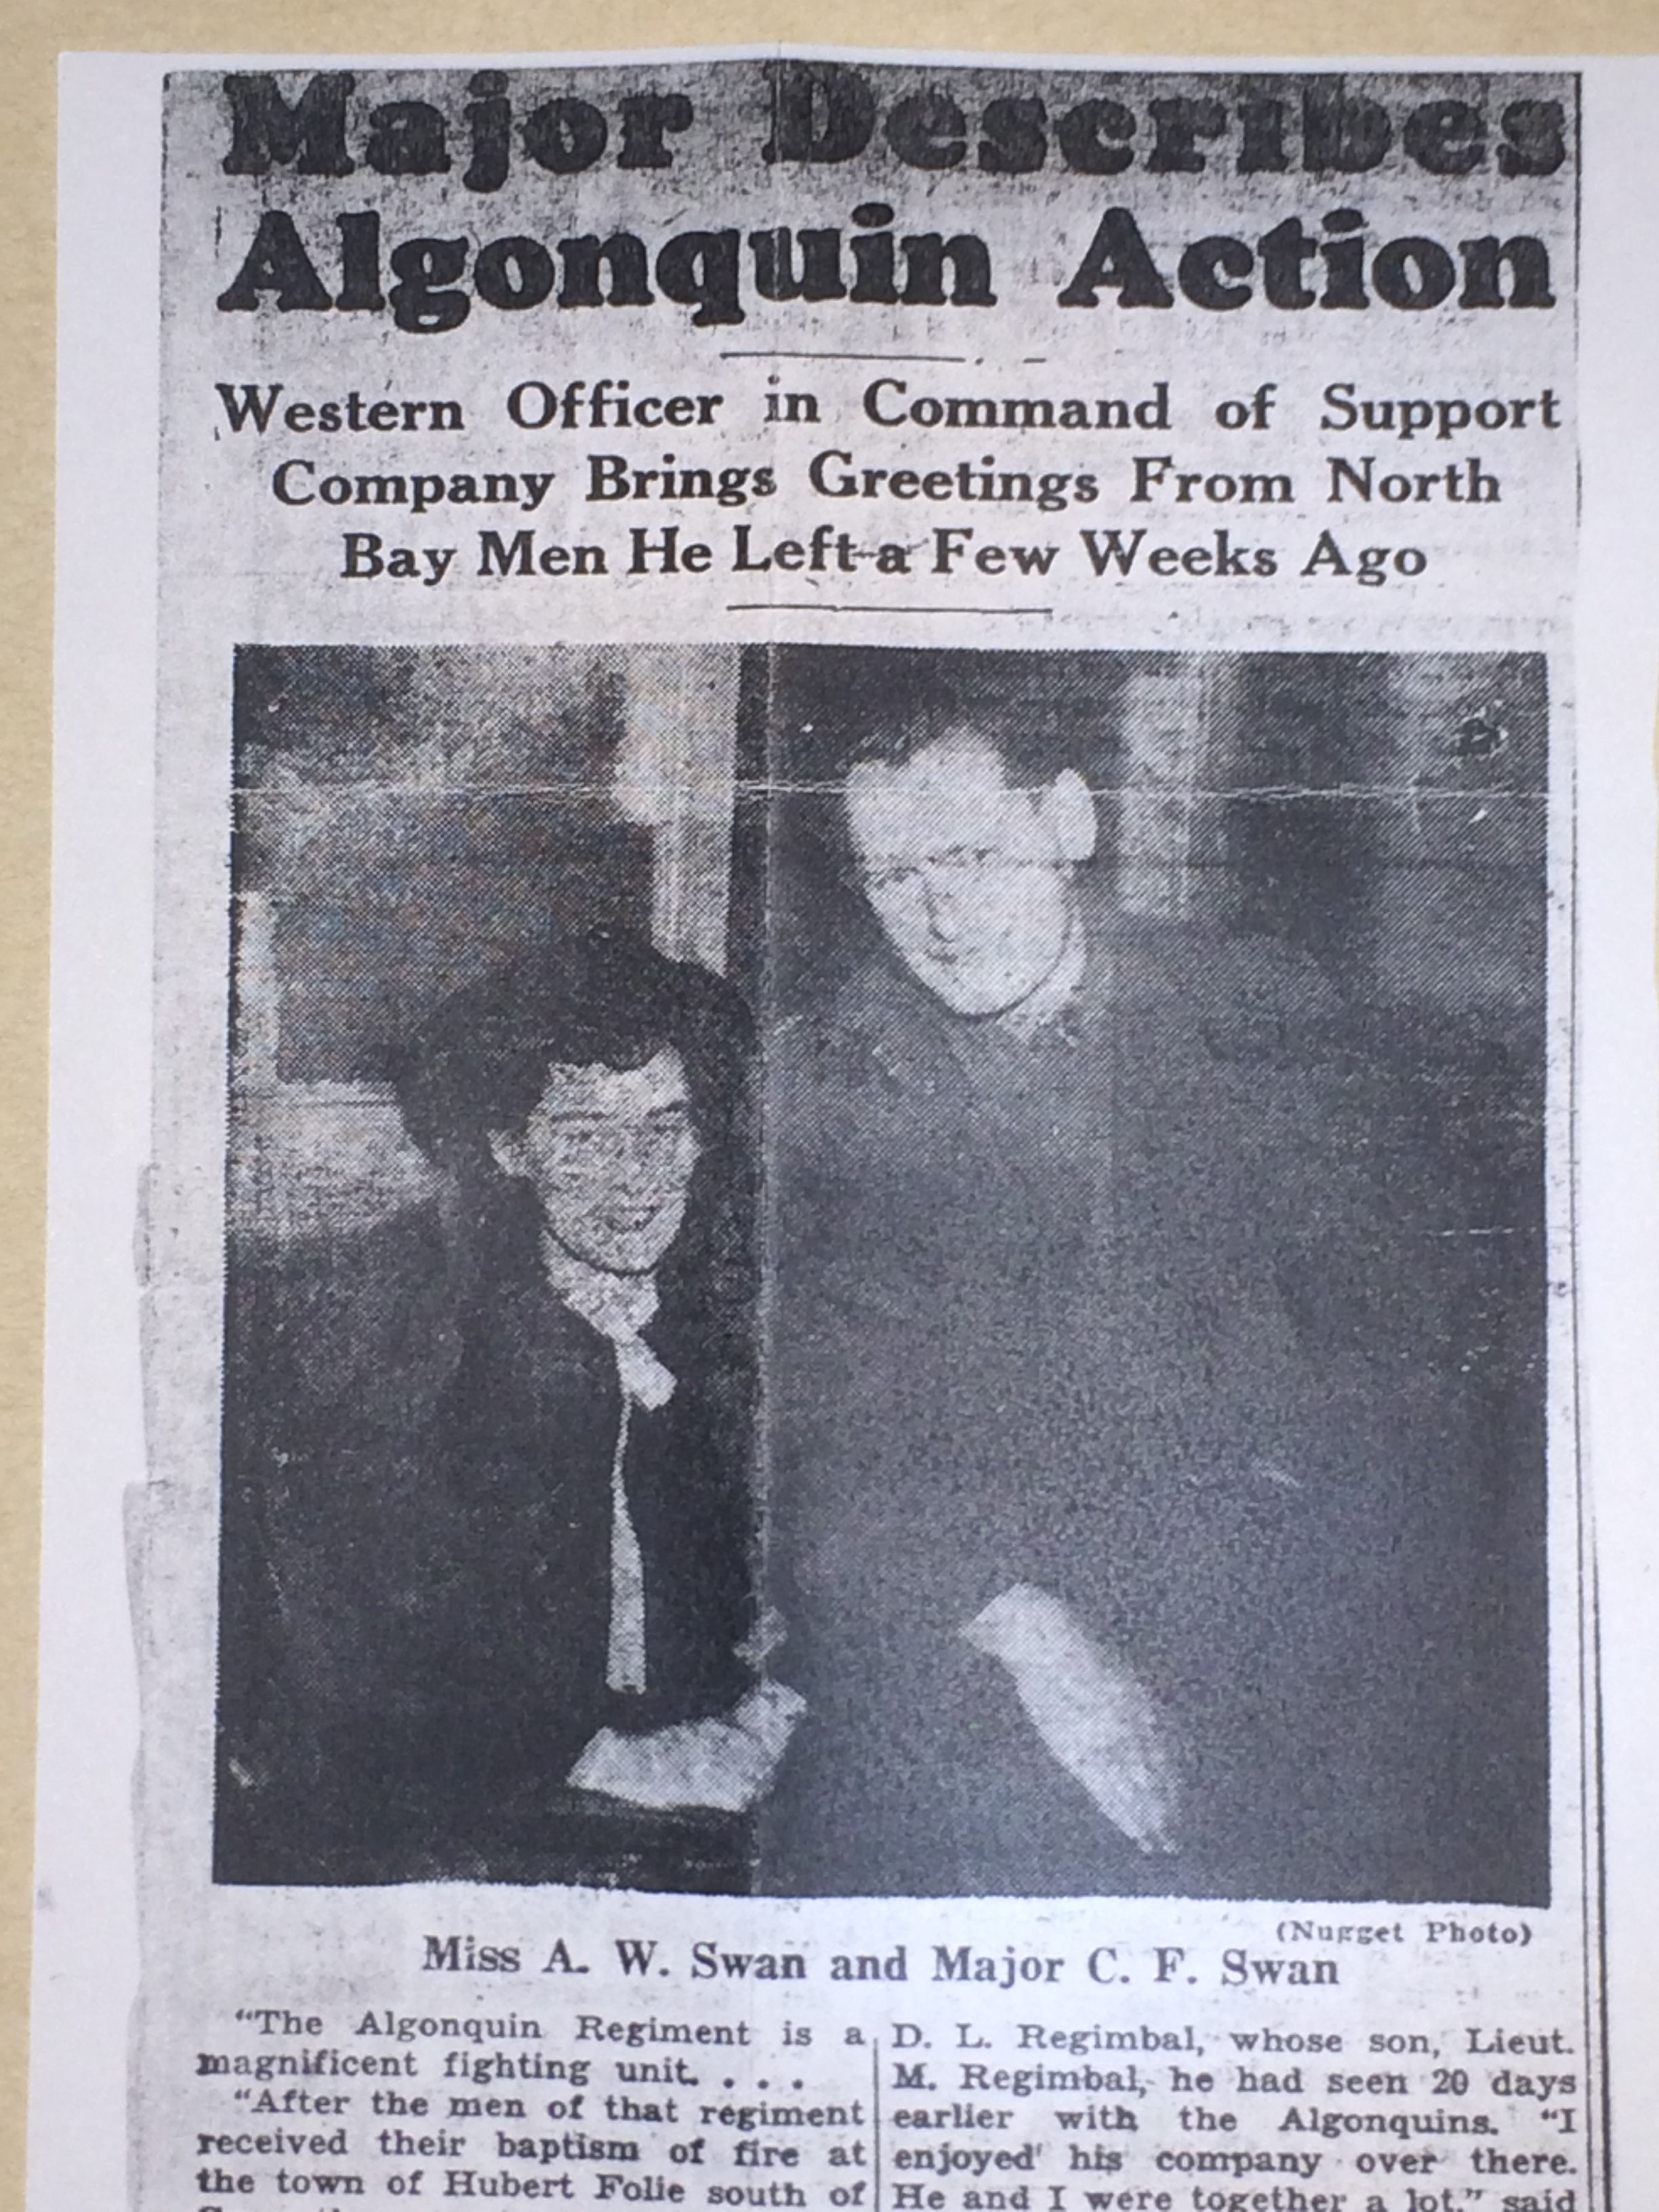 Major Describes
Algonquin Action
Western Officer in Command of Support
Company Brings Greetings From North
Bay Men He Left a Few Weeks Ago
(Nugget Photo)
Miss A. W. Swan and Major C. F. Swan
"The Algonquin Regiment is a
magnificent fighting unit. . . .
"After the men of that regiment
received their baptism of fire at
the town of Hubert Folie south of
D. L. Regimbal, whose son, Lieut.
M. Regimbal, he had seen 20 days
earlier with the Algonquins. "I
enjoyed his company over there.
He and I were together a lot," said